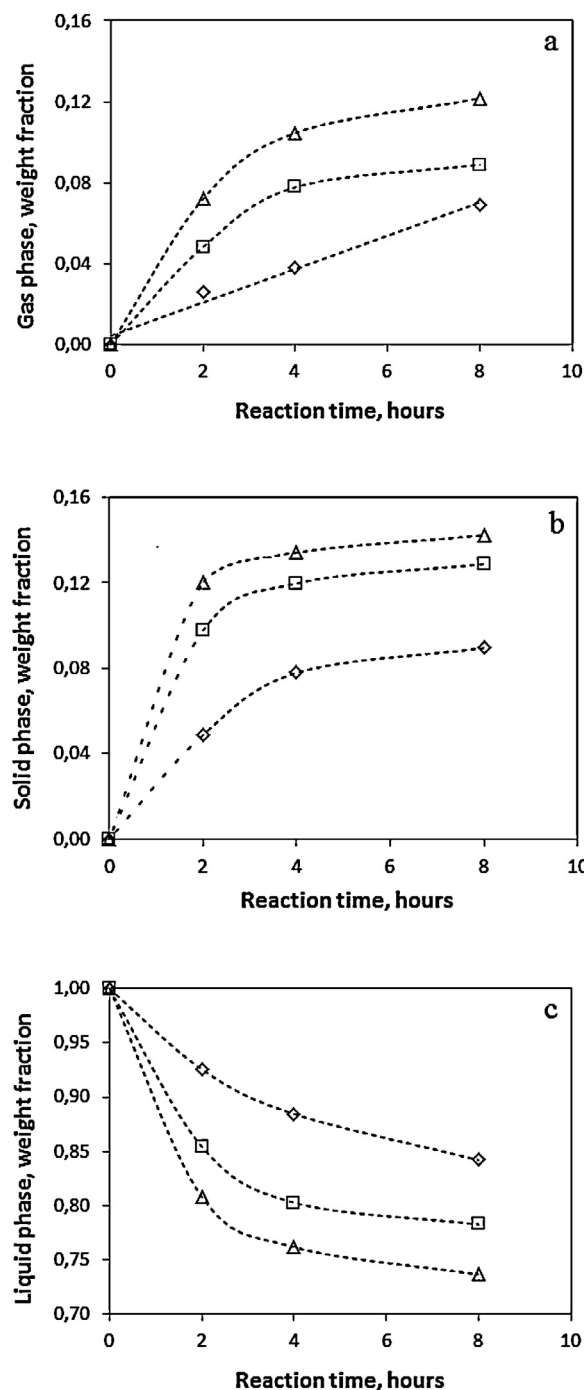 a
0,16
0,12
0,08
0,04
0,00
Gas phase, weight fraction
0 2 4 6 8 10
Reaction time, hours
b
0,16
0,12
0,08
0,04
0,00
Solid phase, weight fraction
0 2 4 6 8 10
Reaction time, hours
c
1,00
0,95
0,90
0,85
0,80
0,75
0,70
Liquid phase, weight fraction
0 2 4 6 8 10
Reaction time, hours